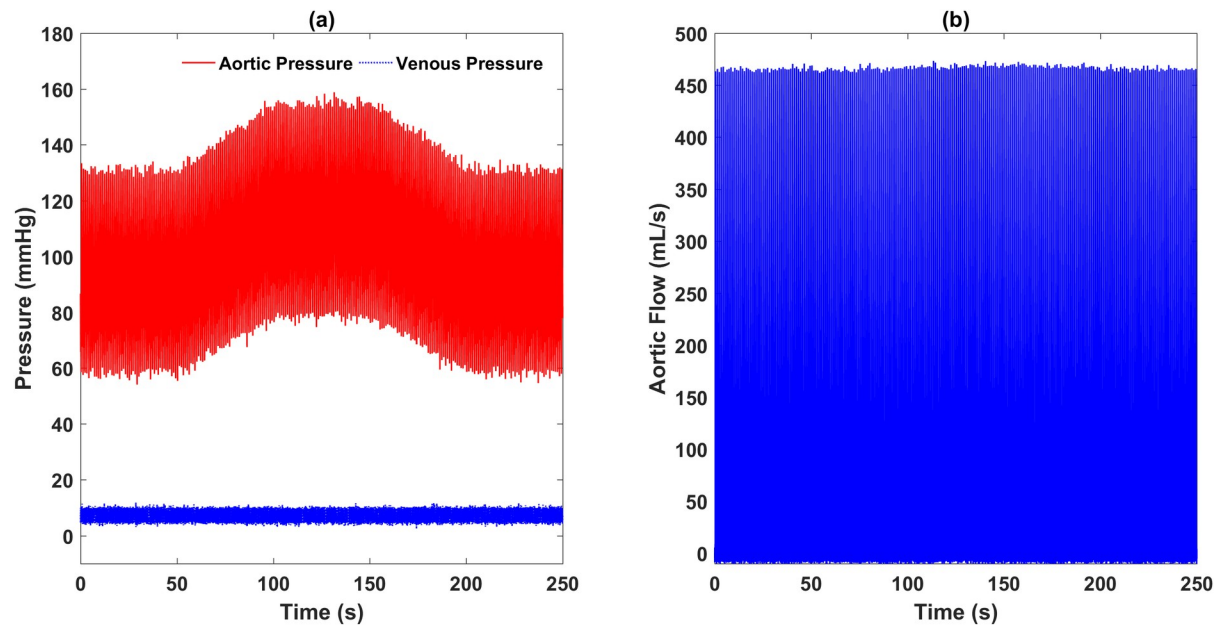 (a)
180
160
140
120
100
80
60
40
20
0
Pressure (mmHg)
Aortic Pressure Venous Pressure
0 50 100 150 200 250
Time (s)
(b)
500
450
400
350
300
250
200
150
100
50
0
Aortic Flow (mL/s)
0 50 100 150 200 250
Time (s)